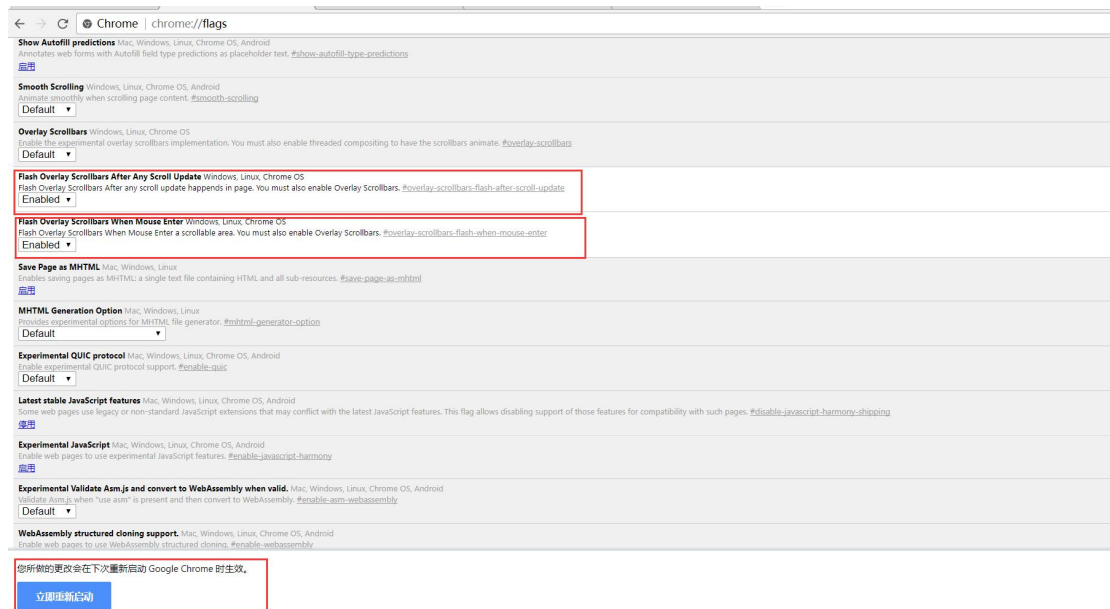 Chrome | chrome://flags
Show Autofill predictions Mac, Windows, Linux, Chrome OS, Android
Annotates web forms with Autofill field type predictions as placeholder text. #show-autofill-type-predictions
启用
Smooth Scrolling Windows, Linux, Chrome OS, Android
Animate smoothly when scrolling page content. #smooth-scrolling
Default
Overlay Scrollbars Windows, Linux, Chrome OS
Enable the experimental overlay scrollbars implementation. You must also enable threaded compositing to have the scrollbars animate. #overlay-scrollbars
Default
Flash Overlay Scrollbars After Any Scroll Update Windows, Linux, Chrome OS
Flash Overlay Scrollbars After any scroll update happends in page. You must also enable Overlay Scrollbars. #overlay-scrollbars-flash-after-scroll-update
Enabled
Flash Overlay Scrollbars When Mouse Enter Windows, Linux, Chrome OS
Flash Overlay Scrollbars When Mouse Enter a scrollable area. You must also enable Overlay Scrollbars. #overlay-scrollbars-flash-when-mouse-enter
Enabled
Save Page as MHTML Mac, Windows, Linux
Enables saving pages as MHTML: a single text file containing HTML and all sub-resources. #save-page-as-mhtml
启用
MHTML Generation Option Mac, Windows, Linux
Provides experimental options for MHTML file generator. #mhtml-generator-option
Default
Experimental QUIC protocol Mac, Windows, Linux, Chrome OS, Android
Enable experimental QUIC protocol support. #enable-quic
Default
Latest stable JavaScript features Mac, Windows, Linux, Chrome OS, Android
Some web pages use legacy or non-standard JavaScript extensions that may conflict with the latest JavaScript features. This flag allows disabling support of those features for compatibility with such pages. #disable-javascript-harmony-shipping
停用
Experimental JavaScript Mac, Windows, Linux, Chrome OS, Android
Enable web pages to use experimental JavaScript features. #enable-javascript-harmony
启用
Experimental Validate Asm.js and convert to WebAssembly when valid. Mac, Windows, Linux, Chrome OS, Android
Validate Asm.js when "use asm" is present and then convert to WebAssembly. #enable-asm-webassembly
Default
WebAssembly structured cloning support. Mac, Windows, Linux, Chrome OS, Android
Enable web pages to use WebAssembly structured cloning. #enable-webassembly
您所做的更改会在下次重新启动 Google Chrome 时生效。
立即重新启动